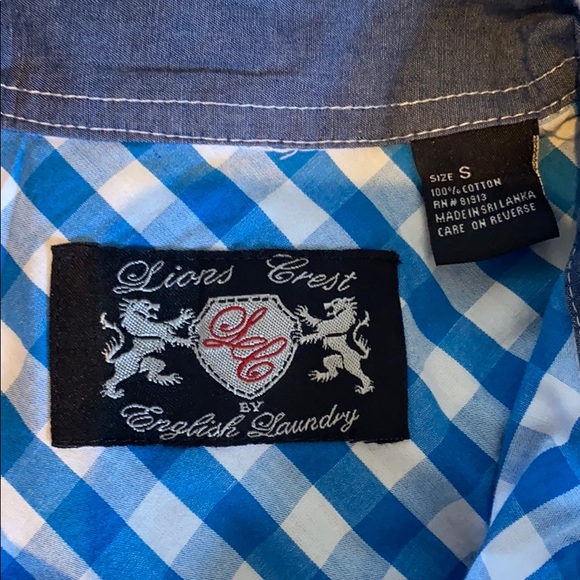 SIZE S
100% COTTON
RN # 81913
MADE IN SRI LANKA
CARE ON REVERSE
Lions Crest
LC
BY
English Laundry